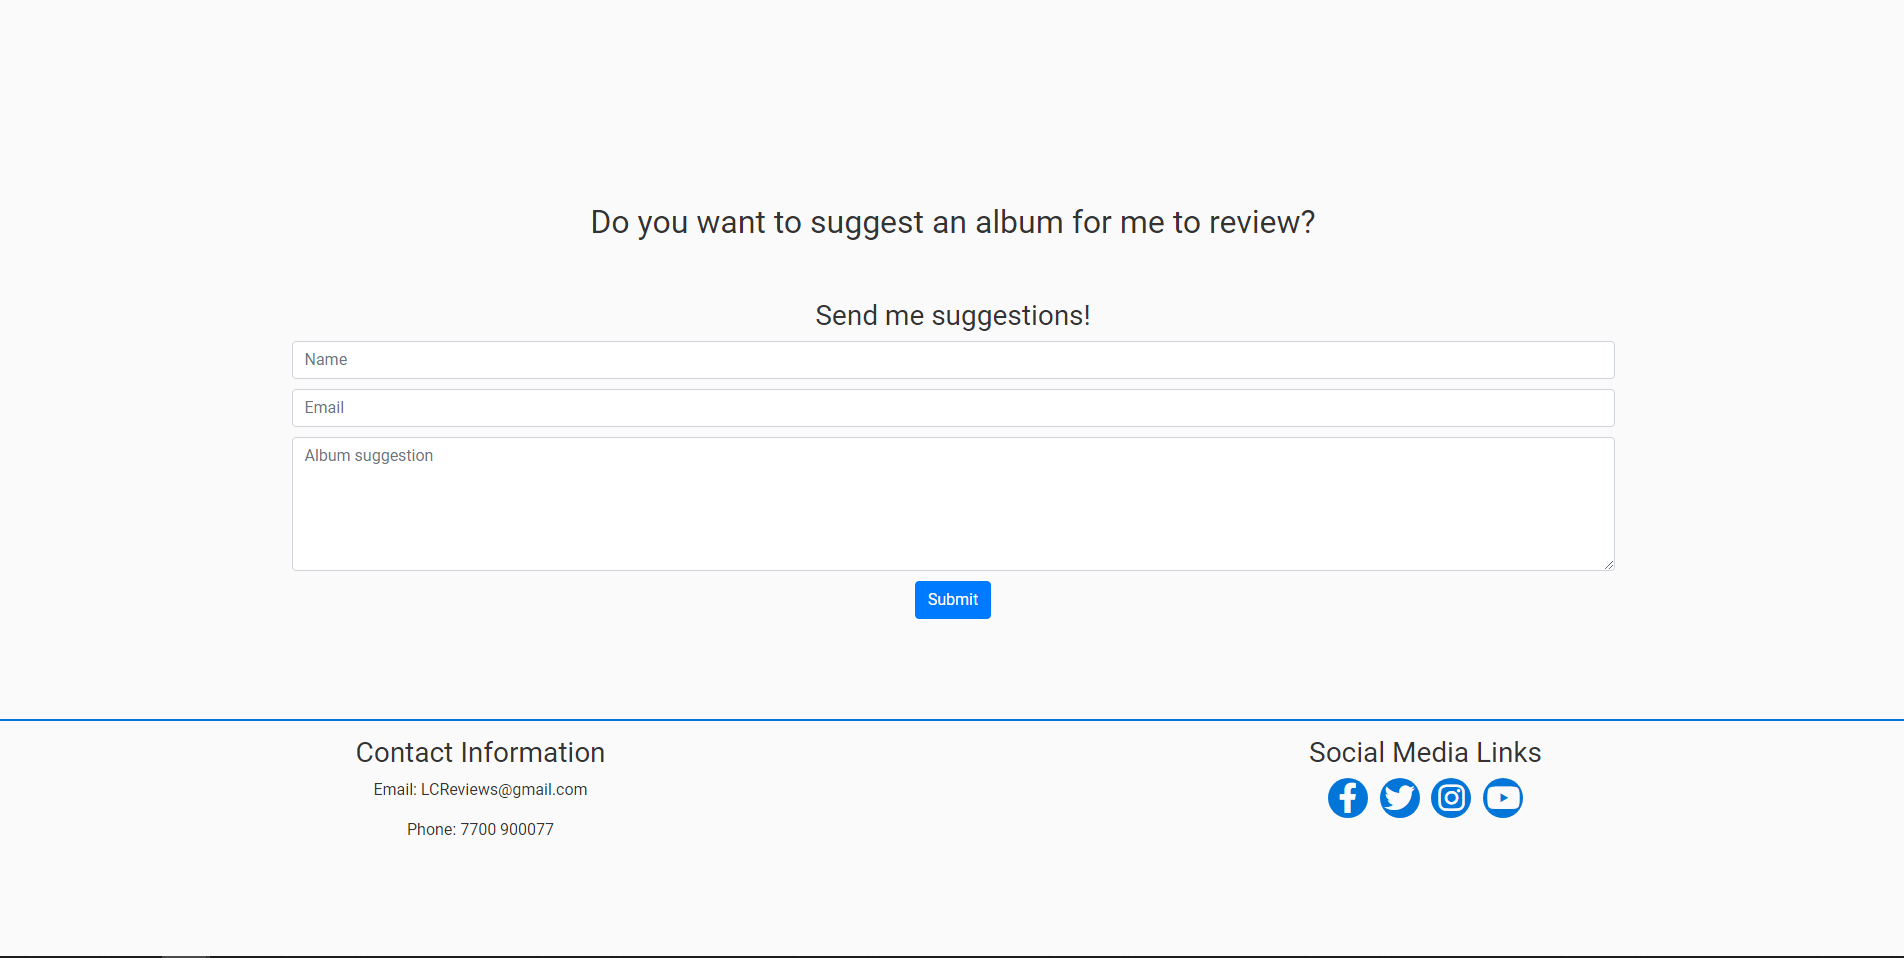 Do you want to suggest an album for me to review?
Send me suggestions!
Name
Email
Album suggestion
Submit
Contact Information
Email: LCReviews@gmail.com
Phone: 7700 900077
Social Media Links